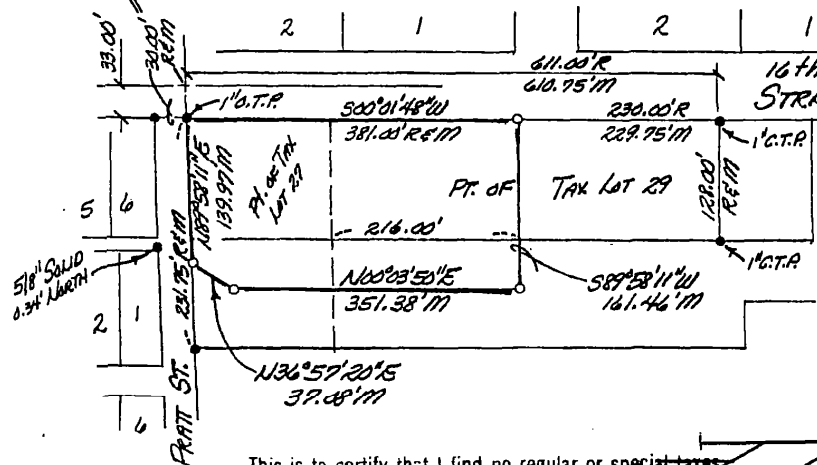 33.00'
30.00'
R&M
2
1
2
1
611.00'R
610.75'M
16th
STRA
1"O.T.P.
S00°01'48"W
381.00'R&M
230.00'R
229.75'M
1"O.T.P.
N89°58'11"E
139.97'M
PT. OF TAX
LOT 27
PT. OF
TAX LOT 29
128.00'
R&M
5
6
216.00'
1"O.T.P.
5/8" SOLID
0.34' NORTH
231.75' R&M
N00°03'50"E
351.38'M
S89°58'11"W
161.46'M
2
1
N36°57'20"E
37.08'M
6
PRATT ST.
This is to certify that I find no regular or special taxes